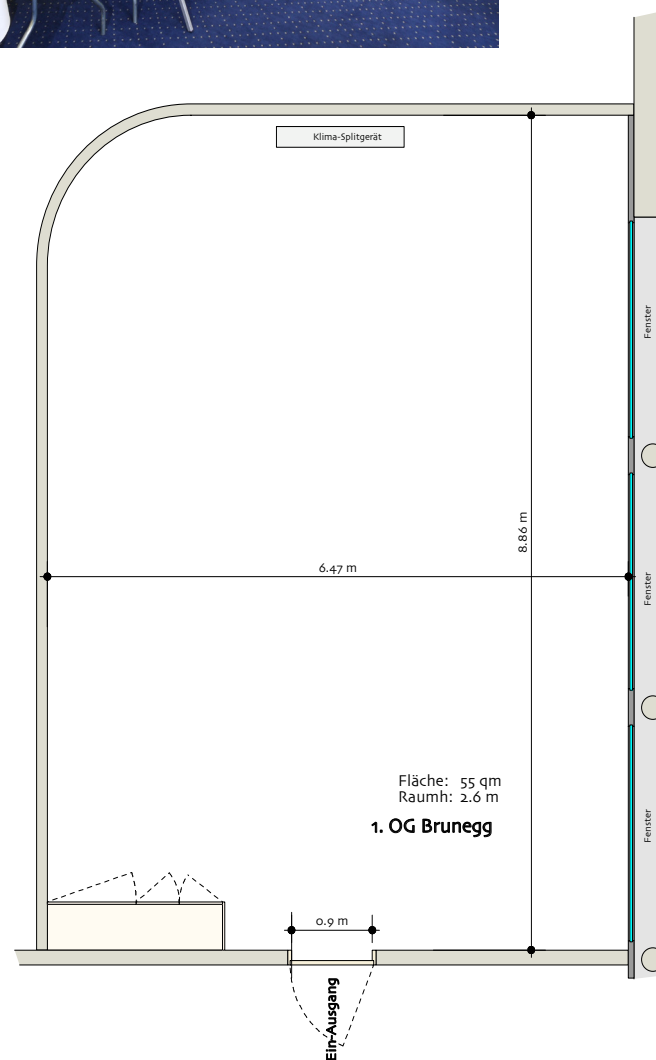 Klima-Splitgerät
Fenster
8.86 m
6.47 m
Fenster
Fläche: 55 qm
Raumh: 2.6 m
1. OG Brunegg
Fenster
0.9 m
Ein-Ausgang